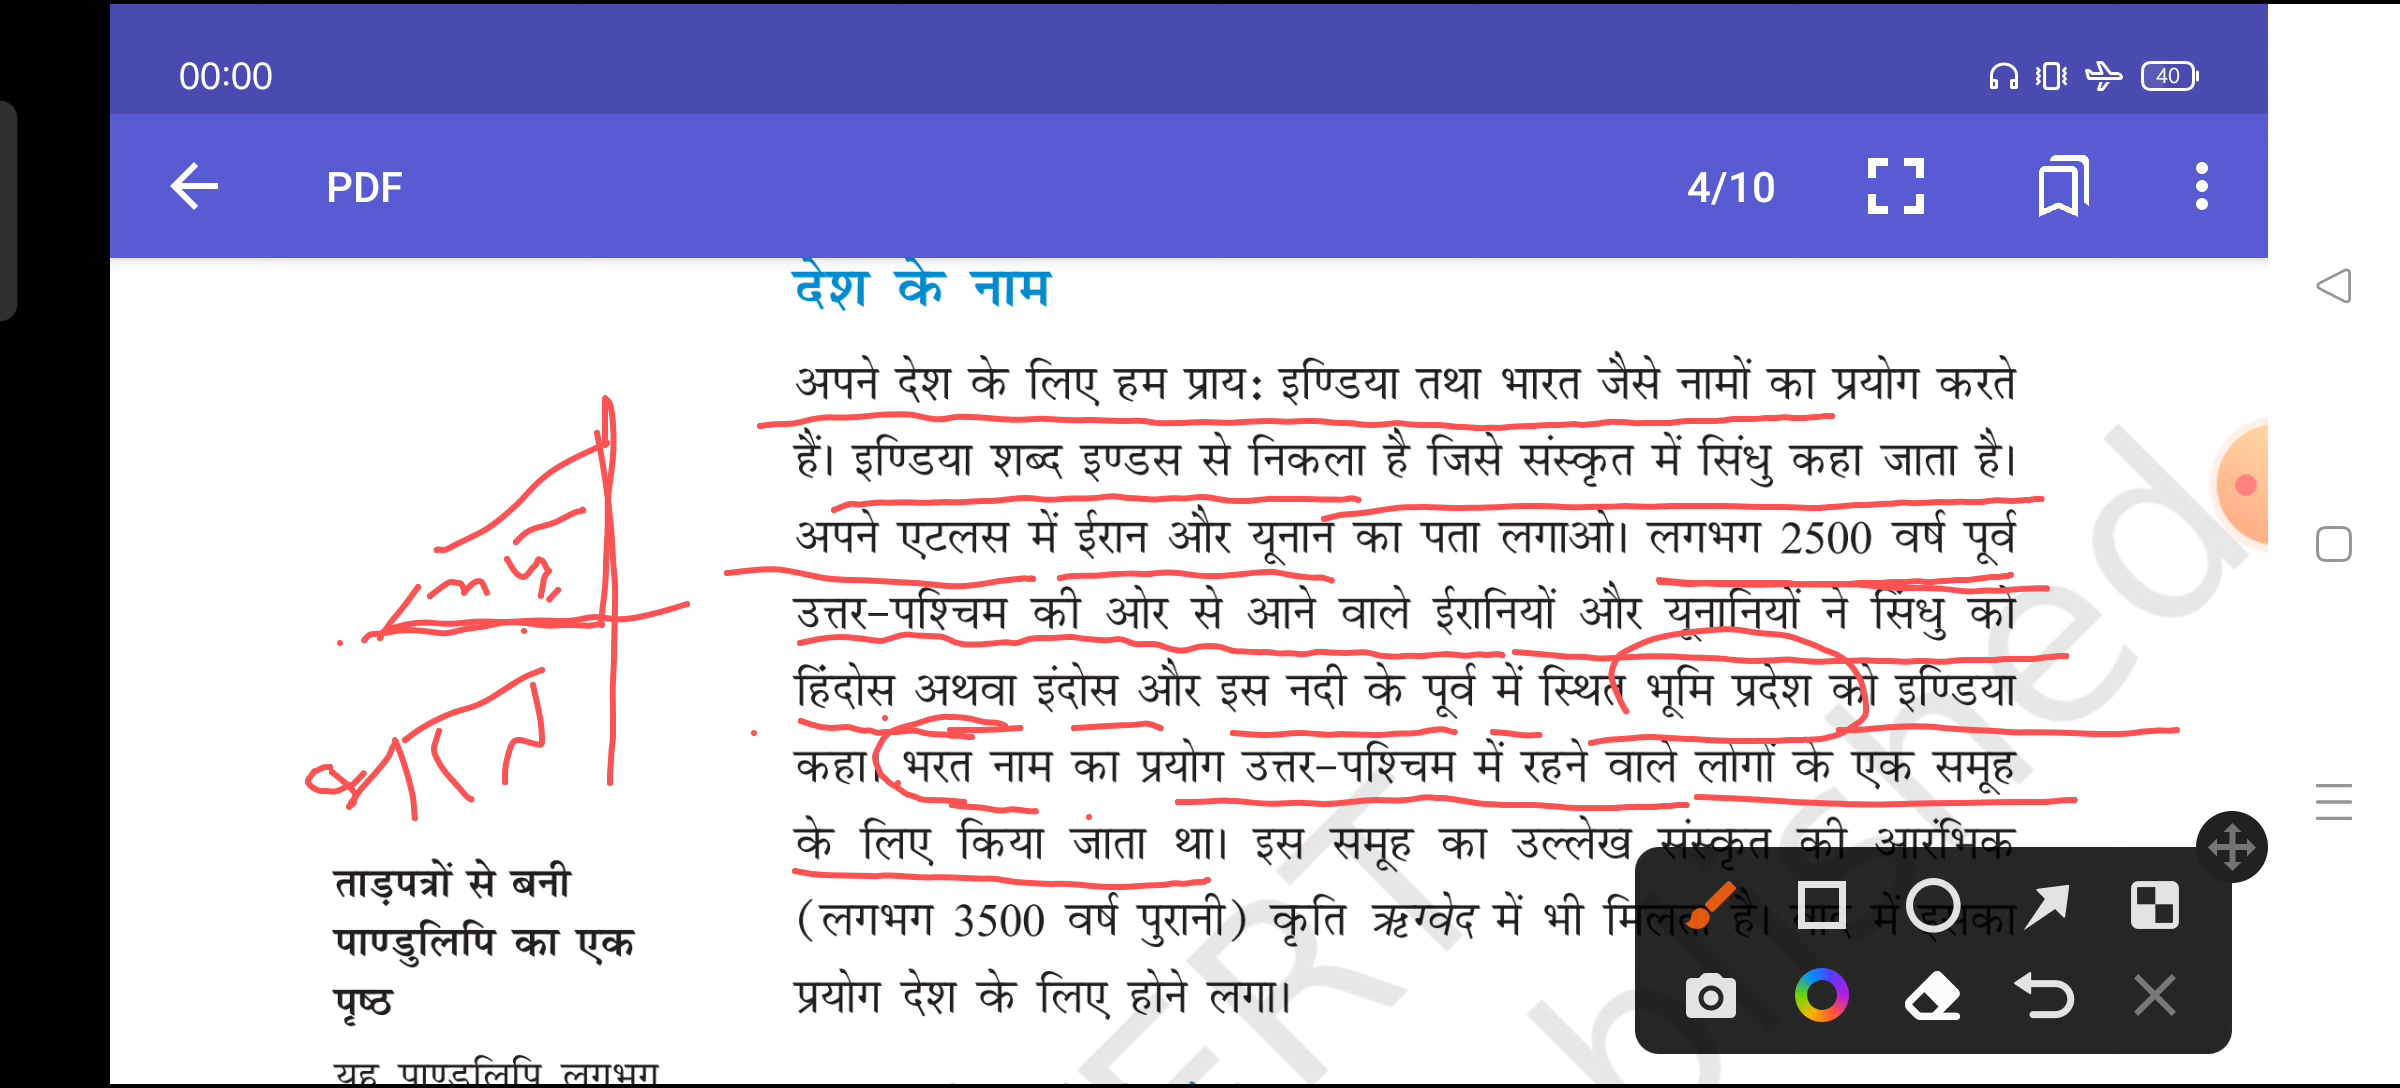 00:00
40
PDF
4/10
देश के नाम
अपने देश के लिए हम प्राय: इण्डिया तथा भारत जैसे नामों का प्रयोग करते
हैं। इण्डिया शब्द इण्डस से निकला है जिसे संस्कृत में सिंधु कहा जाता है।
अपने एटलस में ईरान और यूनान का पता लगाओ। लगभग 2500 वर्ष पूर्व
उत्तर-पश्चिम की ओर से आने वाले ईरानियों और यूनानियों ने सिंधु को
हिंदोस अथवा इंदोस और इस नदी के पूर्व में स्थित भूमि प्रदेश को इण्डिया
कहा। भरत नाम का प्रयोग उत्तर-पश्चिम में रहने वाले लोगों के एक समूह
के लिए किया जाता था। इस समूह का उल्लेख संस्कृत की आरंभिक
(लगभग 3500 वर्ष पुरानी) कृति ऋग्वेद में भी मिलता है। बाद में इसका
प्रयोग देश के लिए होने लगा।
ताड़पत्रों से बनी
पाण्डुलिपि का एक
पृष्ठ
यह पाण्डुलिपि लगभग